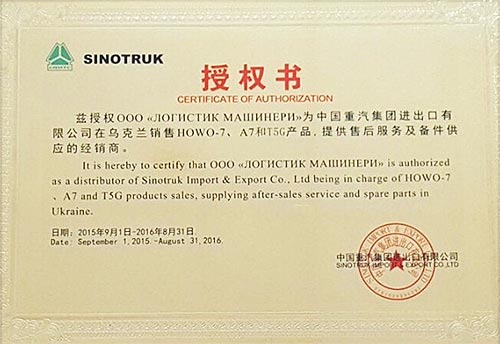 SINOTRUK
授权书
CERTIFICATE OF AUTHORIZATION
兹授权ООО «ЛОГИСТИК МАШИНЕРИ»为中国重汽集团进出口有
限公司在乌克兰销售HOWO-7、A7和T5G产品，提供售后服务及备件供
应的经销商。
It is hereby to certify that ООО «ЛОГИСТИК МАШИНЕРИ» is authorized
as a distributor of Sinotruk Import & Export Co., Ltd being in charge of HOWO-7
、A7 and T5G products sales, supplying after-sales service and spare parts in
Ukraine.
日期：2015年9月1日-2016年8月31日.
Date: September 1,2015.-August 31,2016.
中国重汽集团进出口有限公司
SINOTRUK IMPORT & EXPORT CO.,LTD